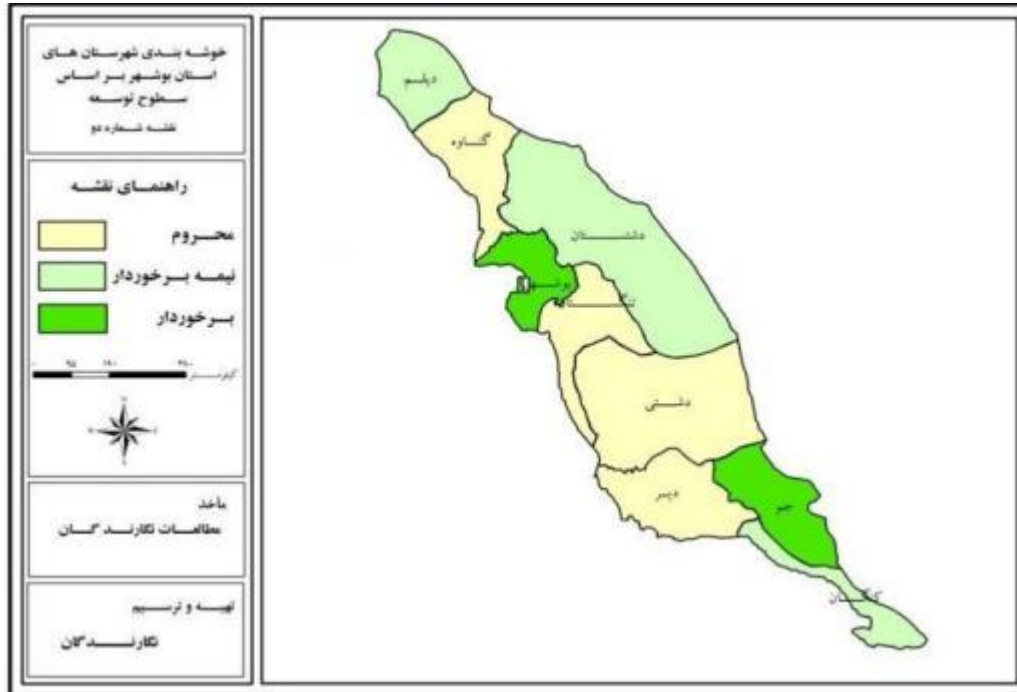 خوشه بندی شهرستان های
استان بوشهر بر اساس
سطوح توسعه
نقشه شماره دو
راهنمای نقشه
محروم
نیمه برخوردار
برخوردار
کیلومتر
N
مأخذ
مطالعات نگارندگان
تهیه و ترسیم
نگارندگان
دیلم
گناوه
دشتستان
بوشهر
تنگستان
دشتی
دیر
جم
کنگان